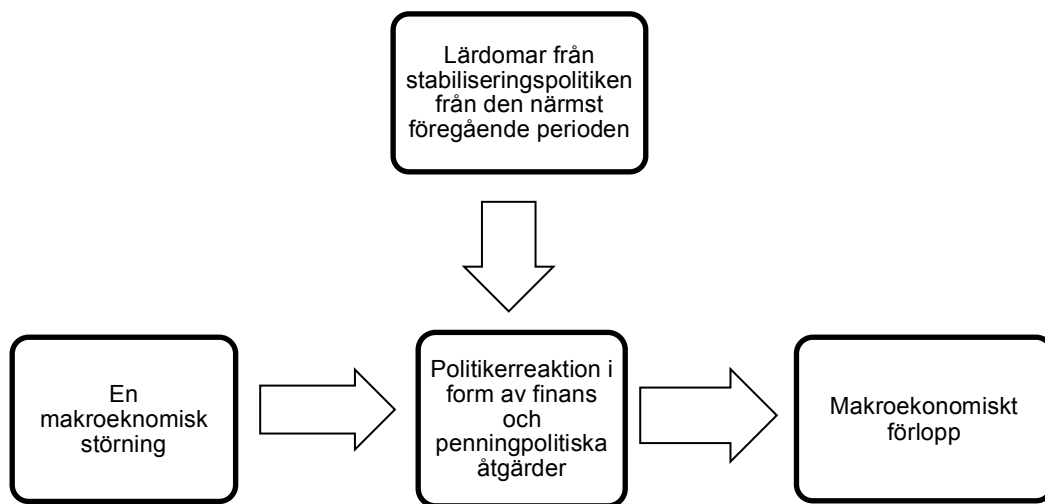 Lärdomar från
stabiliseringspolitiken
från den närmst
föregående perioden
En
makroeknomisk
störning
Politikerreaktion i
form av finans
och
penningpolitiska
åtgärder
Makroekonomiskt
förlopp